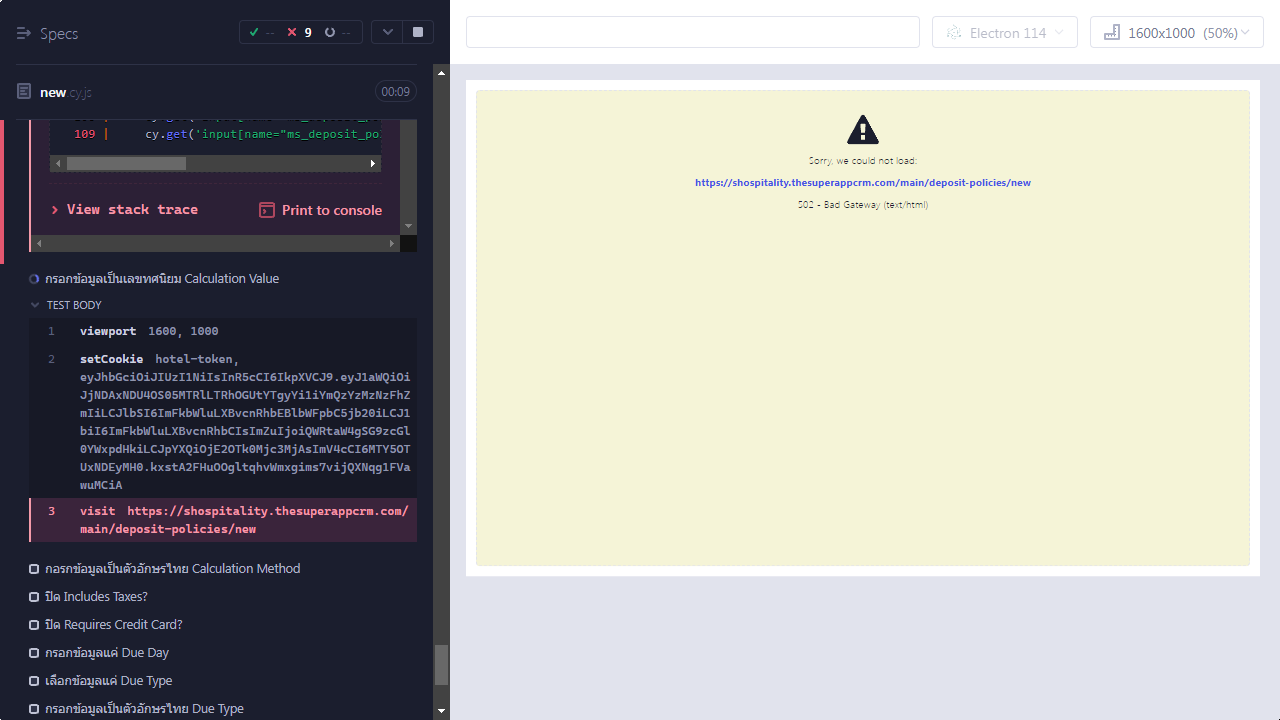 Specs
--
9
--
Electron 114
1600x1000 (50%)
new cy.js
00:09
109 | cy.get('input[name="ms_deposit_po
View stack trace
Print to console
กรอกข้อมูลเป็นเลขทศนิยม Calculation Value
TEST BODY
1 viewport 1600, 1000
2 setCookie hotel-token,
eyJhbGciOiJIUzI1NiIsInR5cCI6IkpXVCJ9.eyJ1aWQiOi
JjNDAxNDU4OS05MTRlLTRhOGUtYTgyYi1iYmQzYzMzNzFhZ
mIiLCJlbSI6ImFkbWluLXBvcnRhbEBlbWFpbC5jb20iLCJ1
biI6ImFkbWluLXBvcnRhbCIsImZuIjoiQWRtaW4gSG9zcGl
0YWxpdHkiLCJpYXQiOjE2OTk0Mjc3MjAsImV4cCI6MTY5OT
UxNDEyMH0.kxstA2FHuOOgltqhvWmxgims7vijQXNqg1FVa
wuMCiA
3 visit https://shospitality.thesuperappcrm.com/
main/deposit-policies/new
กอรกข้อมูลเป็นตัวอักษรไทย Calculation Method
ปิด Includes Taxes?
ปิด Requires Credit Card?
กรอกข้อมูลแค่ Due Day
เลือกข้อมูลแค่ Due Type
กรอกข้อมูลเป็นตัวอักษรไทย Due Type
Sorry, we could not load:
https://shospitality.thesuperappcrm.com/main/deposit-policies/new
502 - Bad Gateway (text/html)